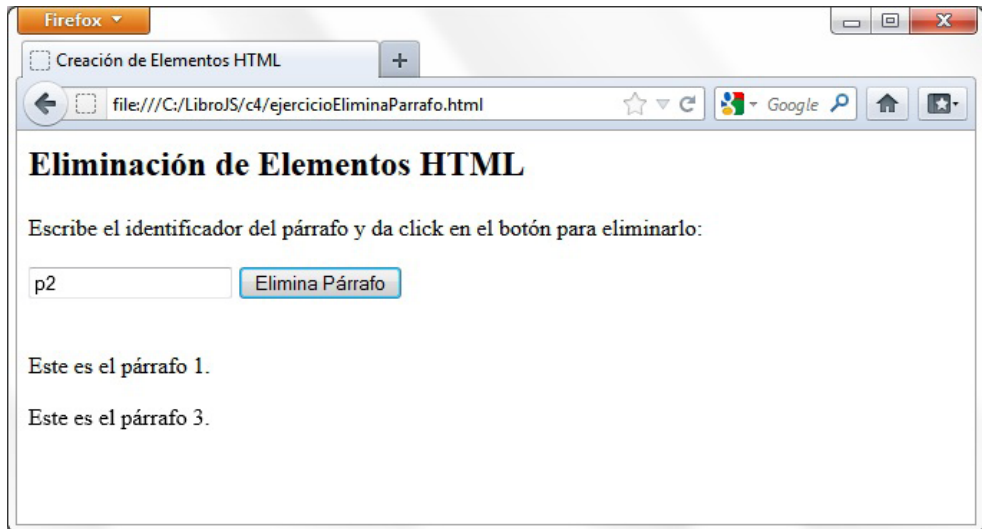 Firefox
Creación de Elementos HTML
file:///C:/LibroJS/c4/ejercicioEliminaParrafo.html
Google
Eliminación de Elementos HTML
Escribe el identificador del párrafo y da click en el botón para eliminarlo:
p2 Elimina Párrafo
Este es el párrafo 1.
Este es el párrafo 3.